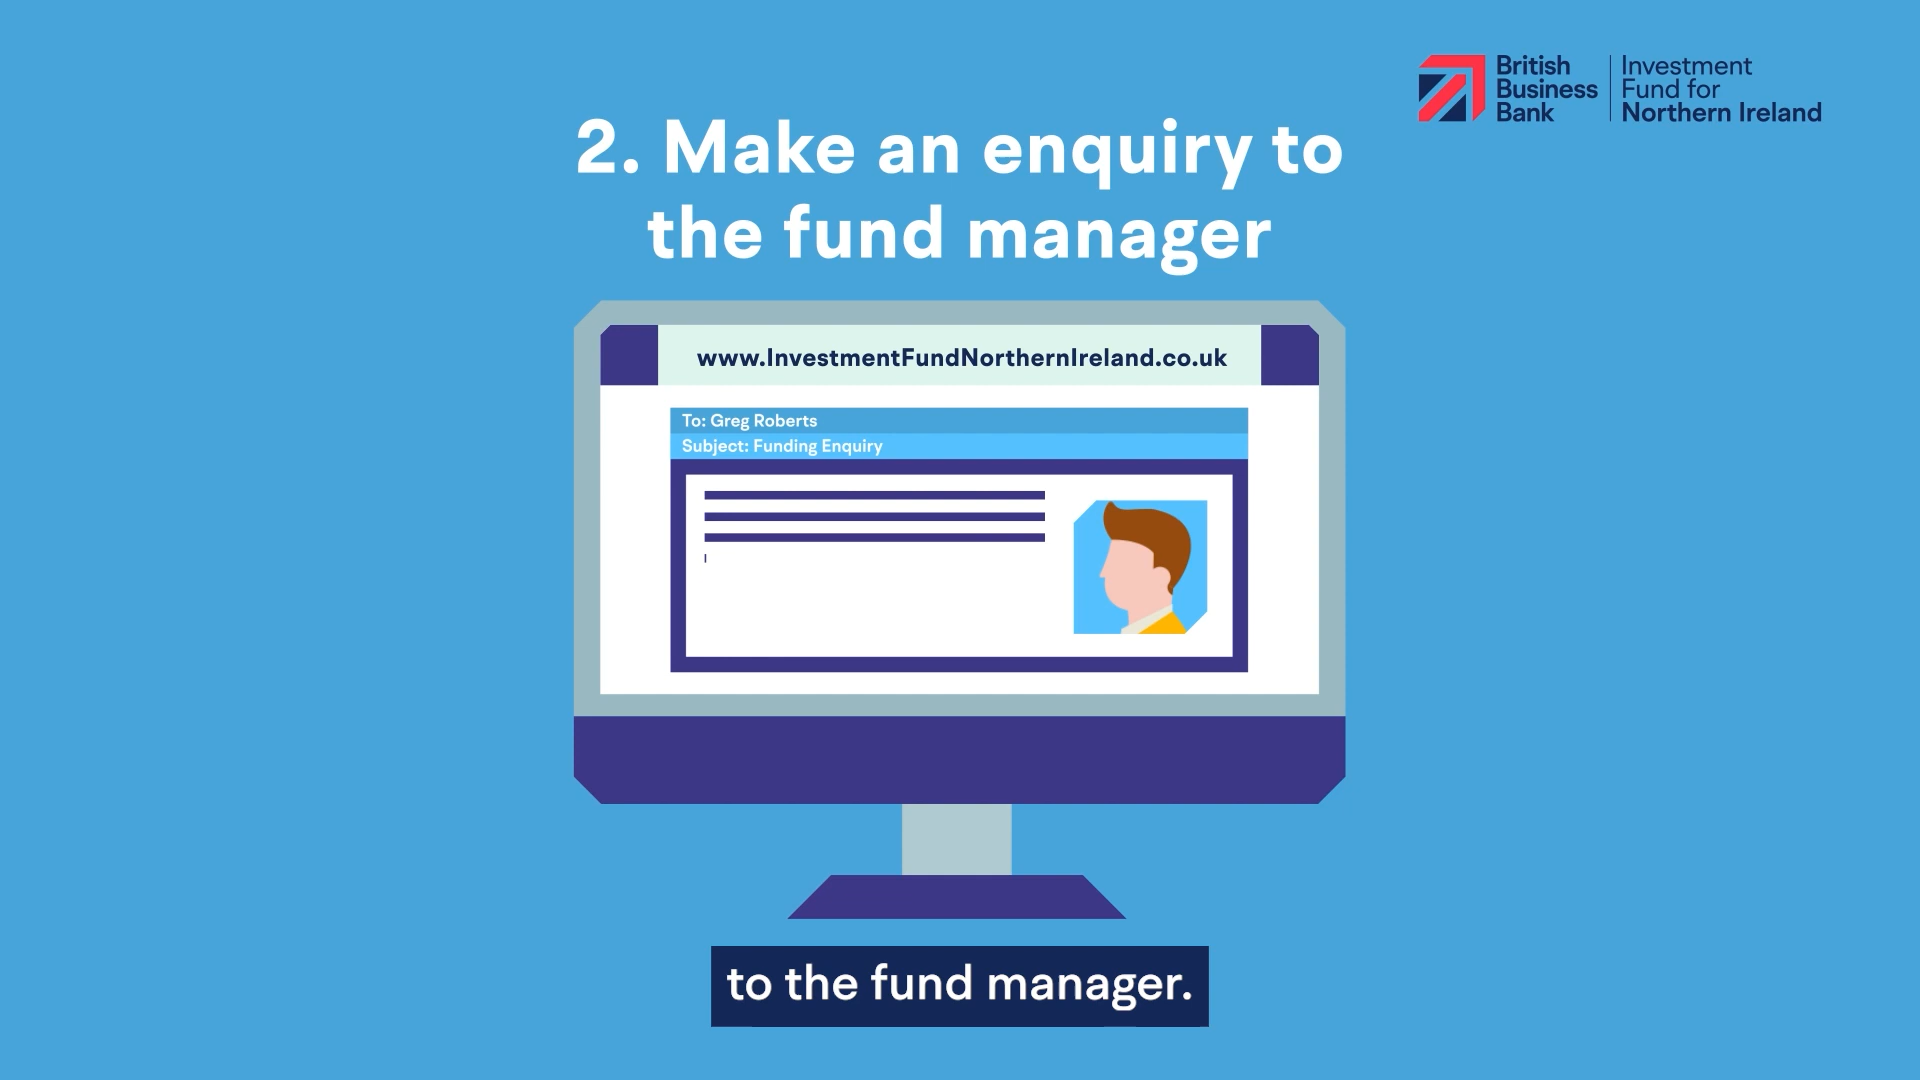 British
Business
Bank
Investment
Fund for
Northern Ireland
2. Make an enquiry to
the fund manager
www.InvestmentFundNorthernIreland.co.uk
To: Greg Roberts
Subject: Funding Enquiry
to the fund manager.